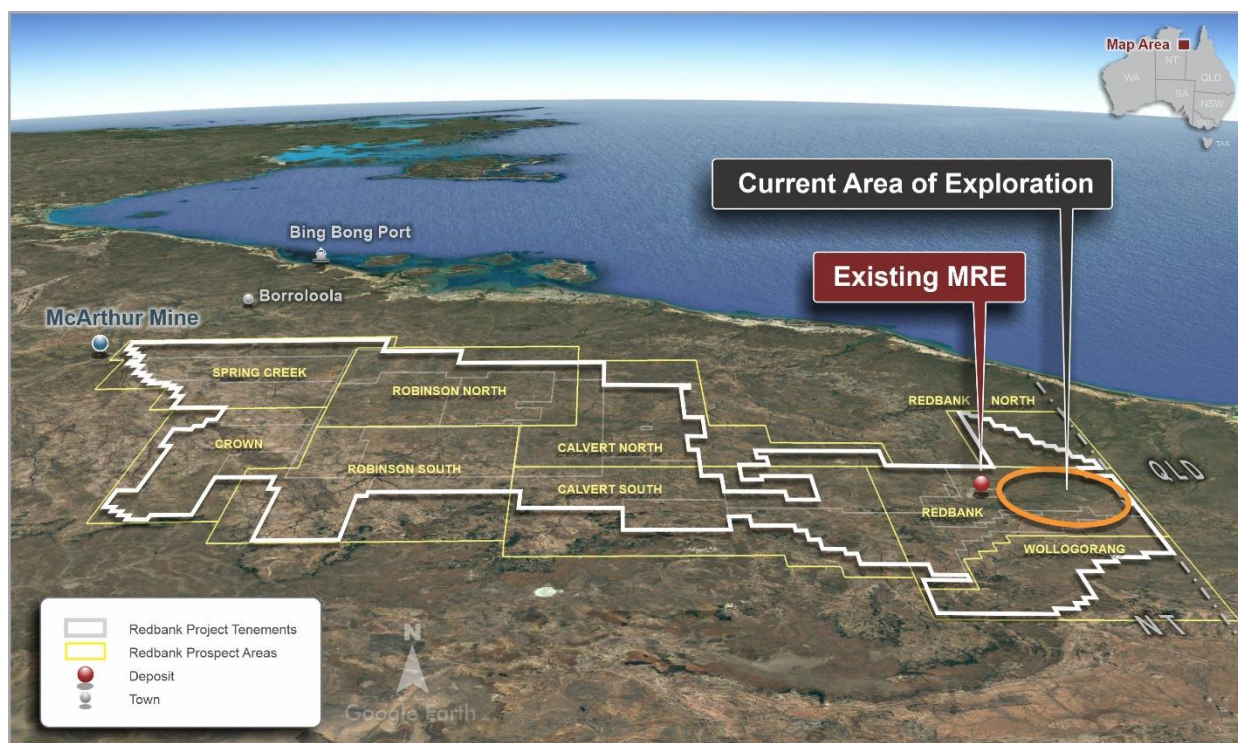 Map Area
NT
WA
QLD
SA
NSW
TAS
Current Area of Exploration
Existing MRE
Bing Bong Port
Borroloola
McArthur Mine
SPRING CREEK
ROBINSON NORTH
REDBANK NORTH
CROWN
CALVERT NORTH
ROBINSON SOUTH
QLD
CALVERT SOUTH
REDBANK
WOLLOGORANG
NT
Redbank Project Tenements
Redbank Prospect Areas
Deposit
Town
N
Google Earth